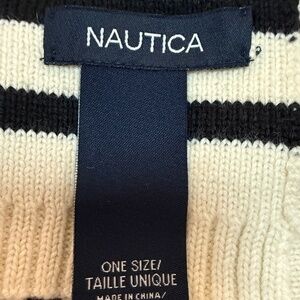 NAUTICA
ONE SIZE/
TAILLE UNIQUE
MADE IN CHINA/